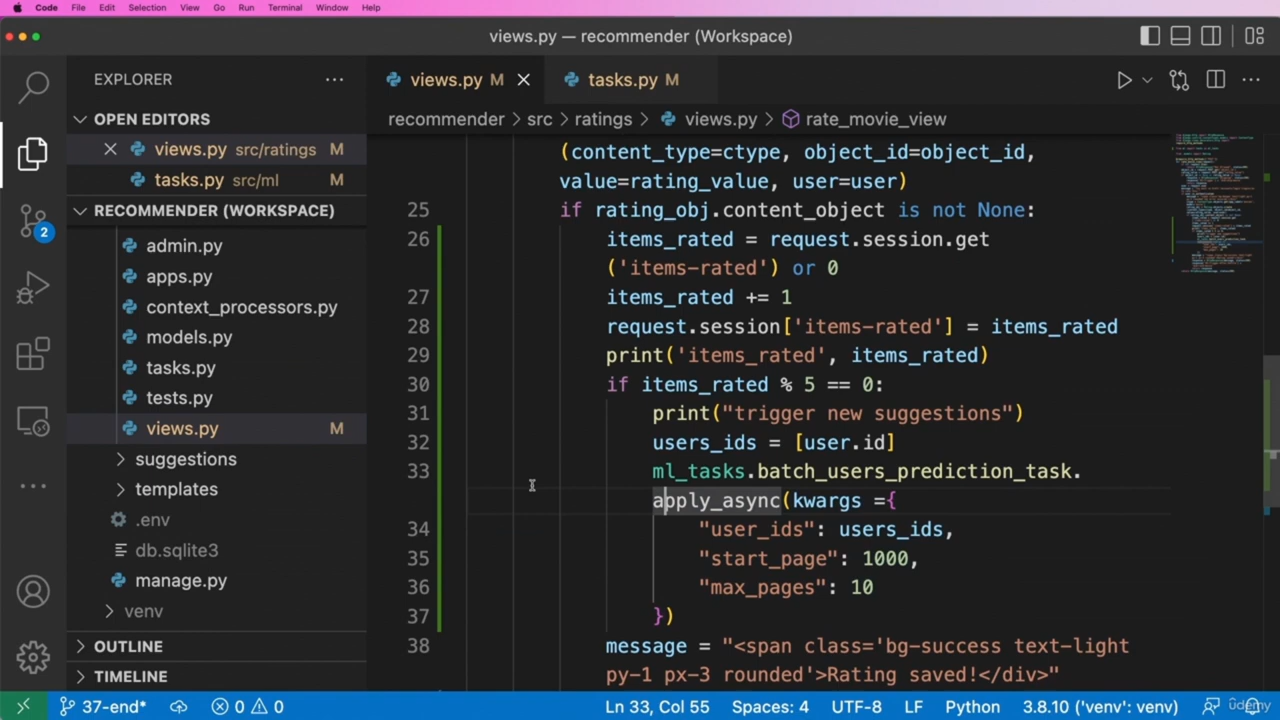 Code File Edit Selection View Go Run Terminal Window Help
views.py — recommender (Workspace)
EXPLORER
views.py M
tasks.py M
OPEN EDITORS
recommender > src > ratings > views.py > rate_movie_view
views.py src/ratings M
tasks.py src/ml M
RECOMMENDER (WORKSPACE)
admin.py
apps.py
context_processors.py
models.py
tasks.py
tests.py
views.py M
suggestions
templates
.env
db.sqlite3
manage.py
venv
OUTLINE
TIMELINE
2
(content_type=ctype, object_id=object_id,
value=rating_value, user=user)
25 if rating_obj.content_object is not None:
26 items_rated = request.session.get
('items-rated') or 0
27 items_rated += 1
28 request.session['items-rated'] = items_rated
29 print('items_rated', items_rated)
30 if items_rated % 5 == 0:
31 print("trigger new suggestions")
32 users_ids = [user.id]
33 ml_tasks.batch_users_prediction_task.
apply_async(kwargs ={
34 "user_ids": users_ids,
35 "start_page": 1000,
36 "max_pages": 10
37 })
38 message = "<span class='bg-success text-light
py-1 px-3 rounded'>Rating saved!</div>"
37-end* 0 0 Ln 33, Col 55 Spaces: 4 UTF-8 LF Python 3.8.10 ('venv': venv)
udemy